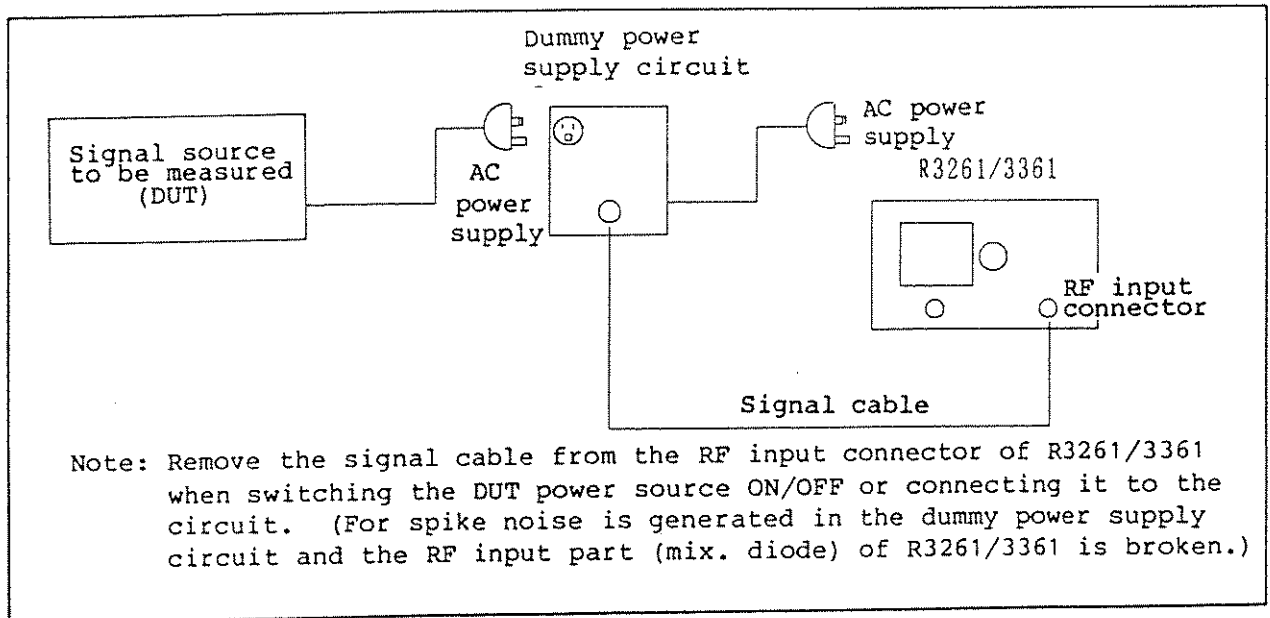 Dummy power
supply circuit
Signal source
to be measured
(DUT)
AC
power
supply
AC power
supply
R3261/3361
RF input
connector
Signal cable
Note: Remove the signal cable from the RF input connector of R3261/3361
when switching the DUT power source ON/OFF or connecting it to the
circuit. (For spike noise is generated in the dummy power supply
circuit and the RF input part (mix. diode) of R3261/3361 is broken.)